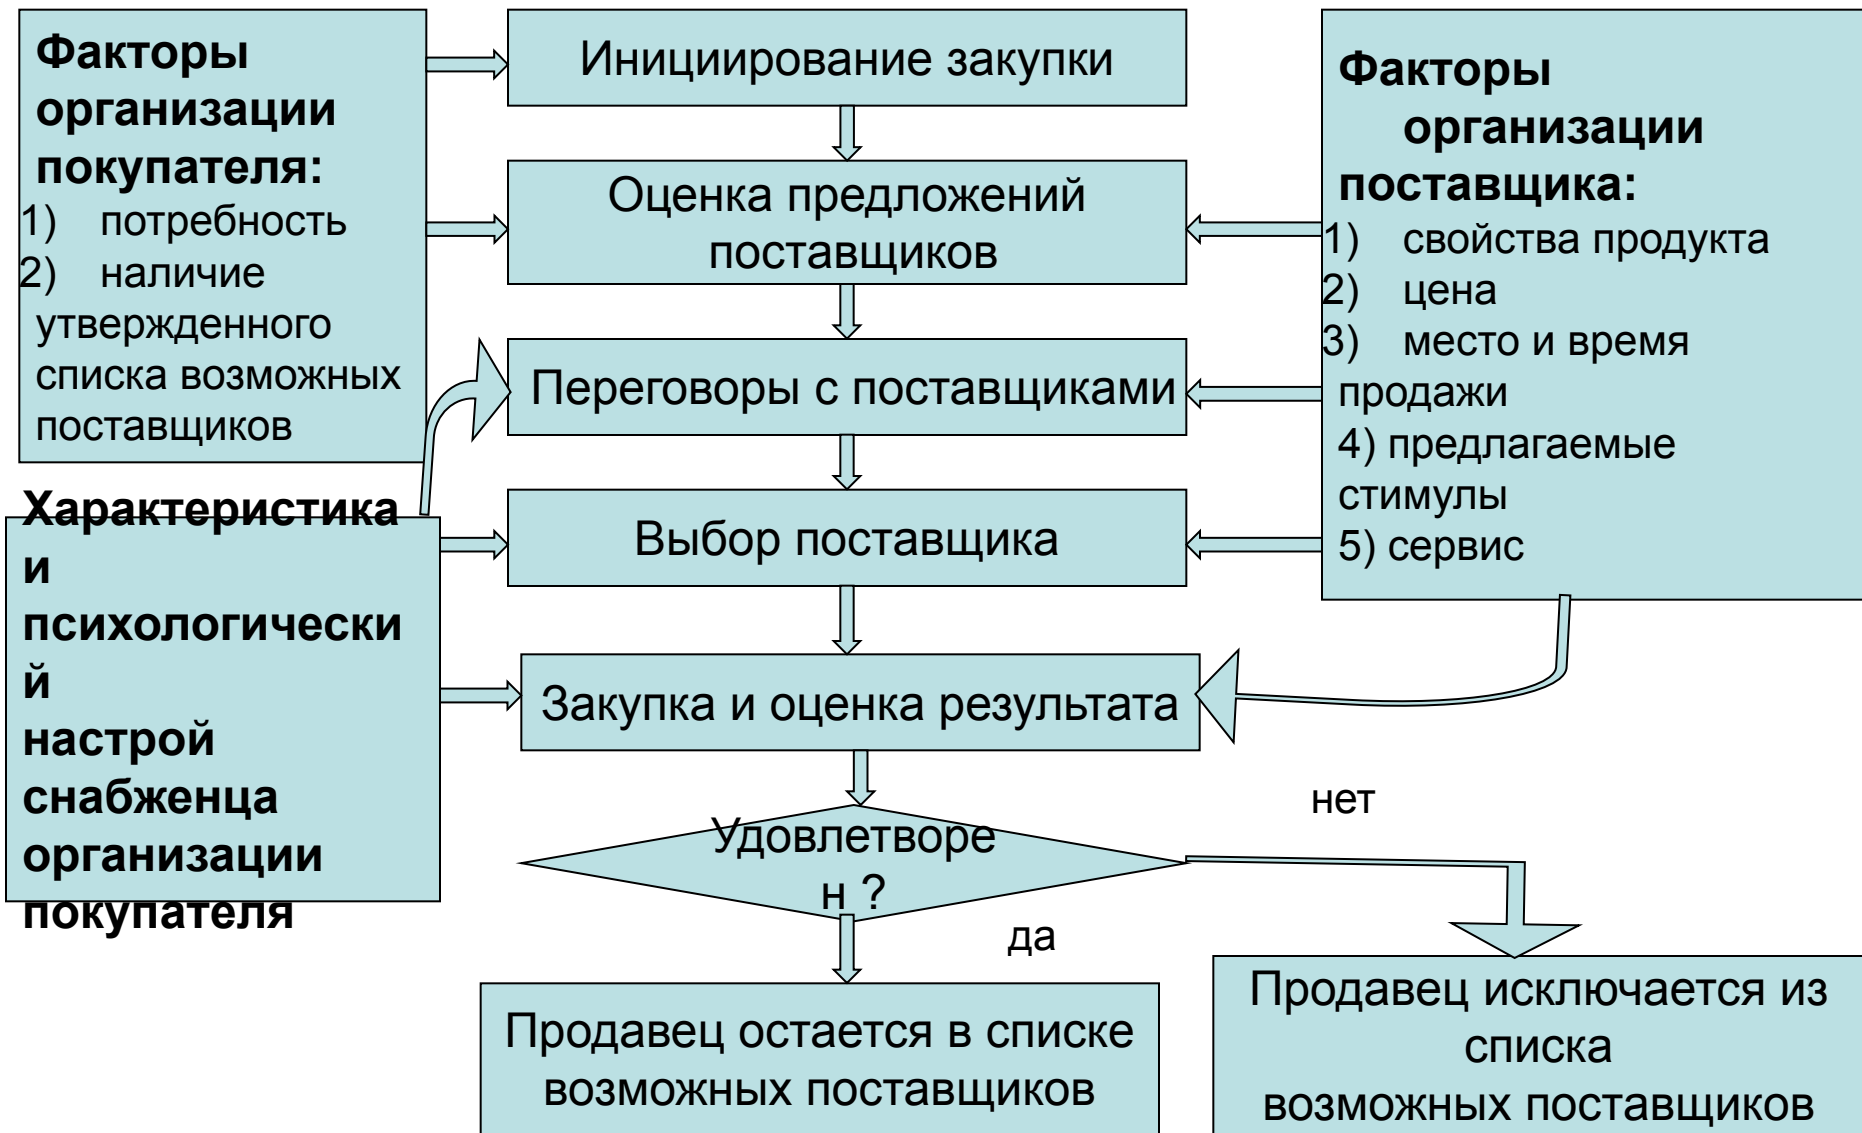 Факторы
организации
покупателя:
1) потребность
2) наличие
утвержденного
списка возможных
поставщиков
Характеристика
и
психологически
й
настрой
снабженца
организации
покупателя
Инициирование закупки
Оценка предложений
поставщиков
Переговоры с поставщиками
Выбор поставщика
Закупка и оценка результата
Удовлетворе
н ?
Факторы
организации
поставщика:
1) свойства продукта
2) цена
3) место и время
продажи
4) предлагаемые
стимулы
5) сервис
нет
да
Продавец остается в списке
возможных поставщиков
Продавец исключается из
списка
возможных поставщиков